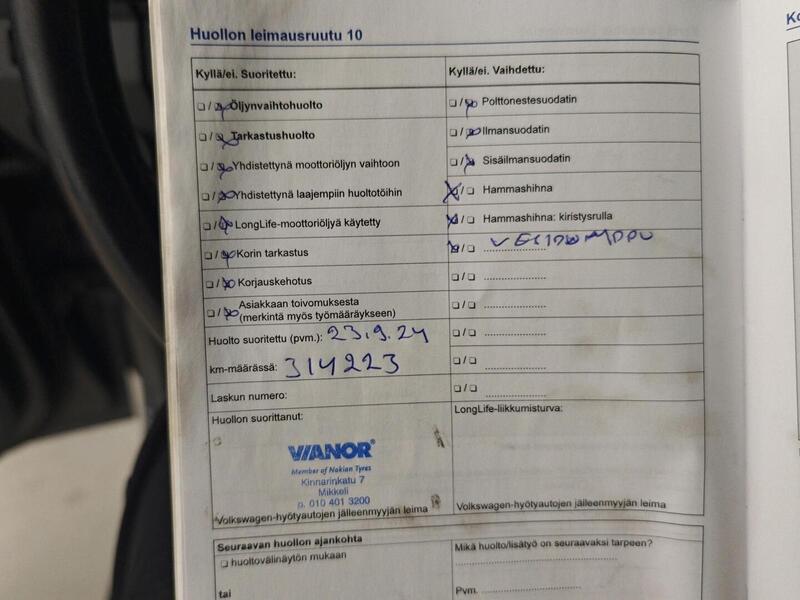 Huollon leimausruutu 10
Kyllä/ei. Suoritettu:
Öljynvaihtohuolto
Tarkastushuolto
Yhdistettynä moottoriöljyn vaihtoon
Yhdistettynä laajempiin huoltotöihin
LongLife-moottoriöljyä käytetty
Korin tarkastus
Korjauskehotus
Asiakkaan toivomuksesta
(merkintä myös työmääräykseen)
Huolto suoritettu (pvm.): 23.9.24
km-määrässä: 314223
Laskun numero:
Huollon suorittanut:
VIANOR
Member of Nokian Tyres
Kinnarinkatu 7
Mikkeli
p. 010 401 3200
Volkswagen-hyötyautojen jälleenmyyjän leima
Kyllä/ei. Vaihdettu:
Polttonestesuodatin
Ilmansuodatin
Sisäilmansuodatin
Hammashihna
Hammashihna: kiristysrulla
VESIPUMPPU
LongLife-liikkumisturva:
Volkswagen-hyötyautojen jälleenmyyjän leima
Seuraavan huollon ajankohta
huoltovälinäytön mukaan
tai
Mikä huolto/lisätyö on seuraavaksi tarpeen?
Pvm.